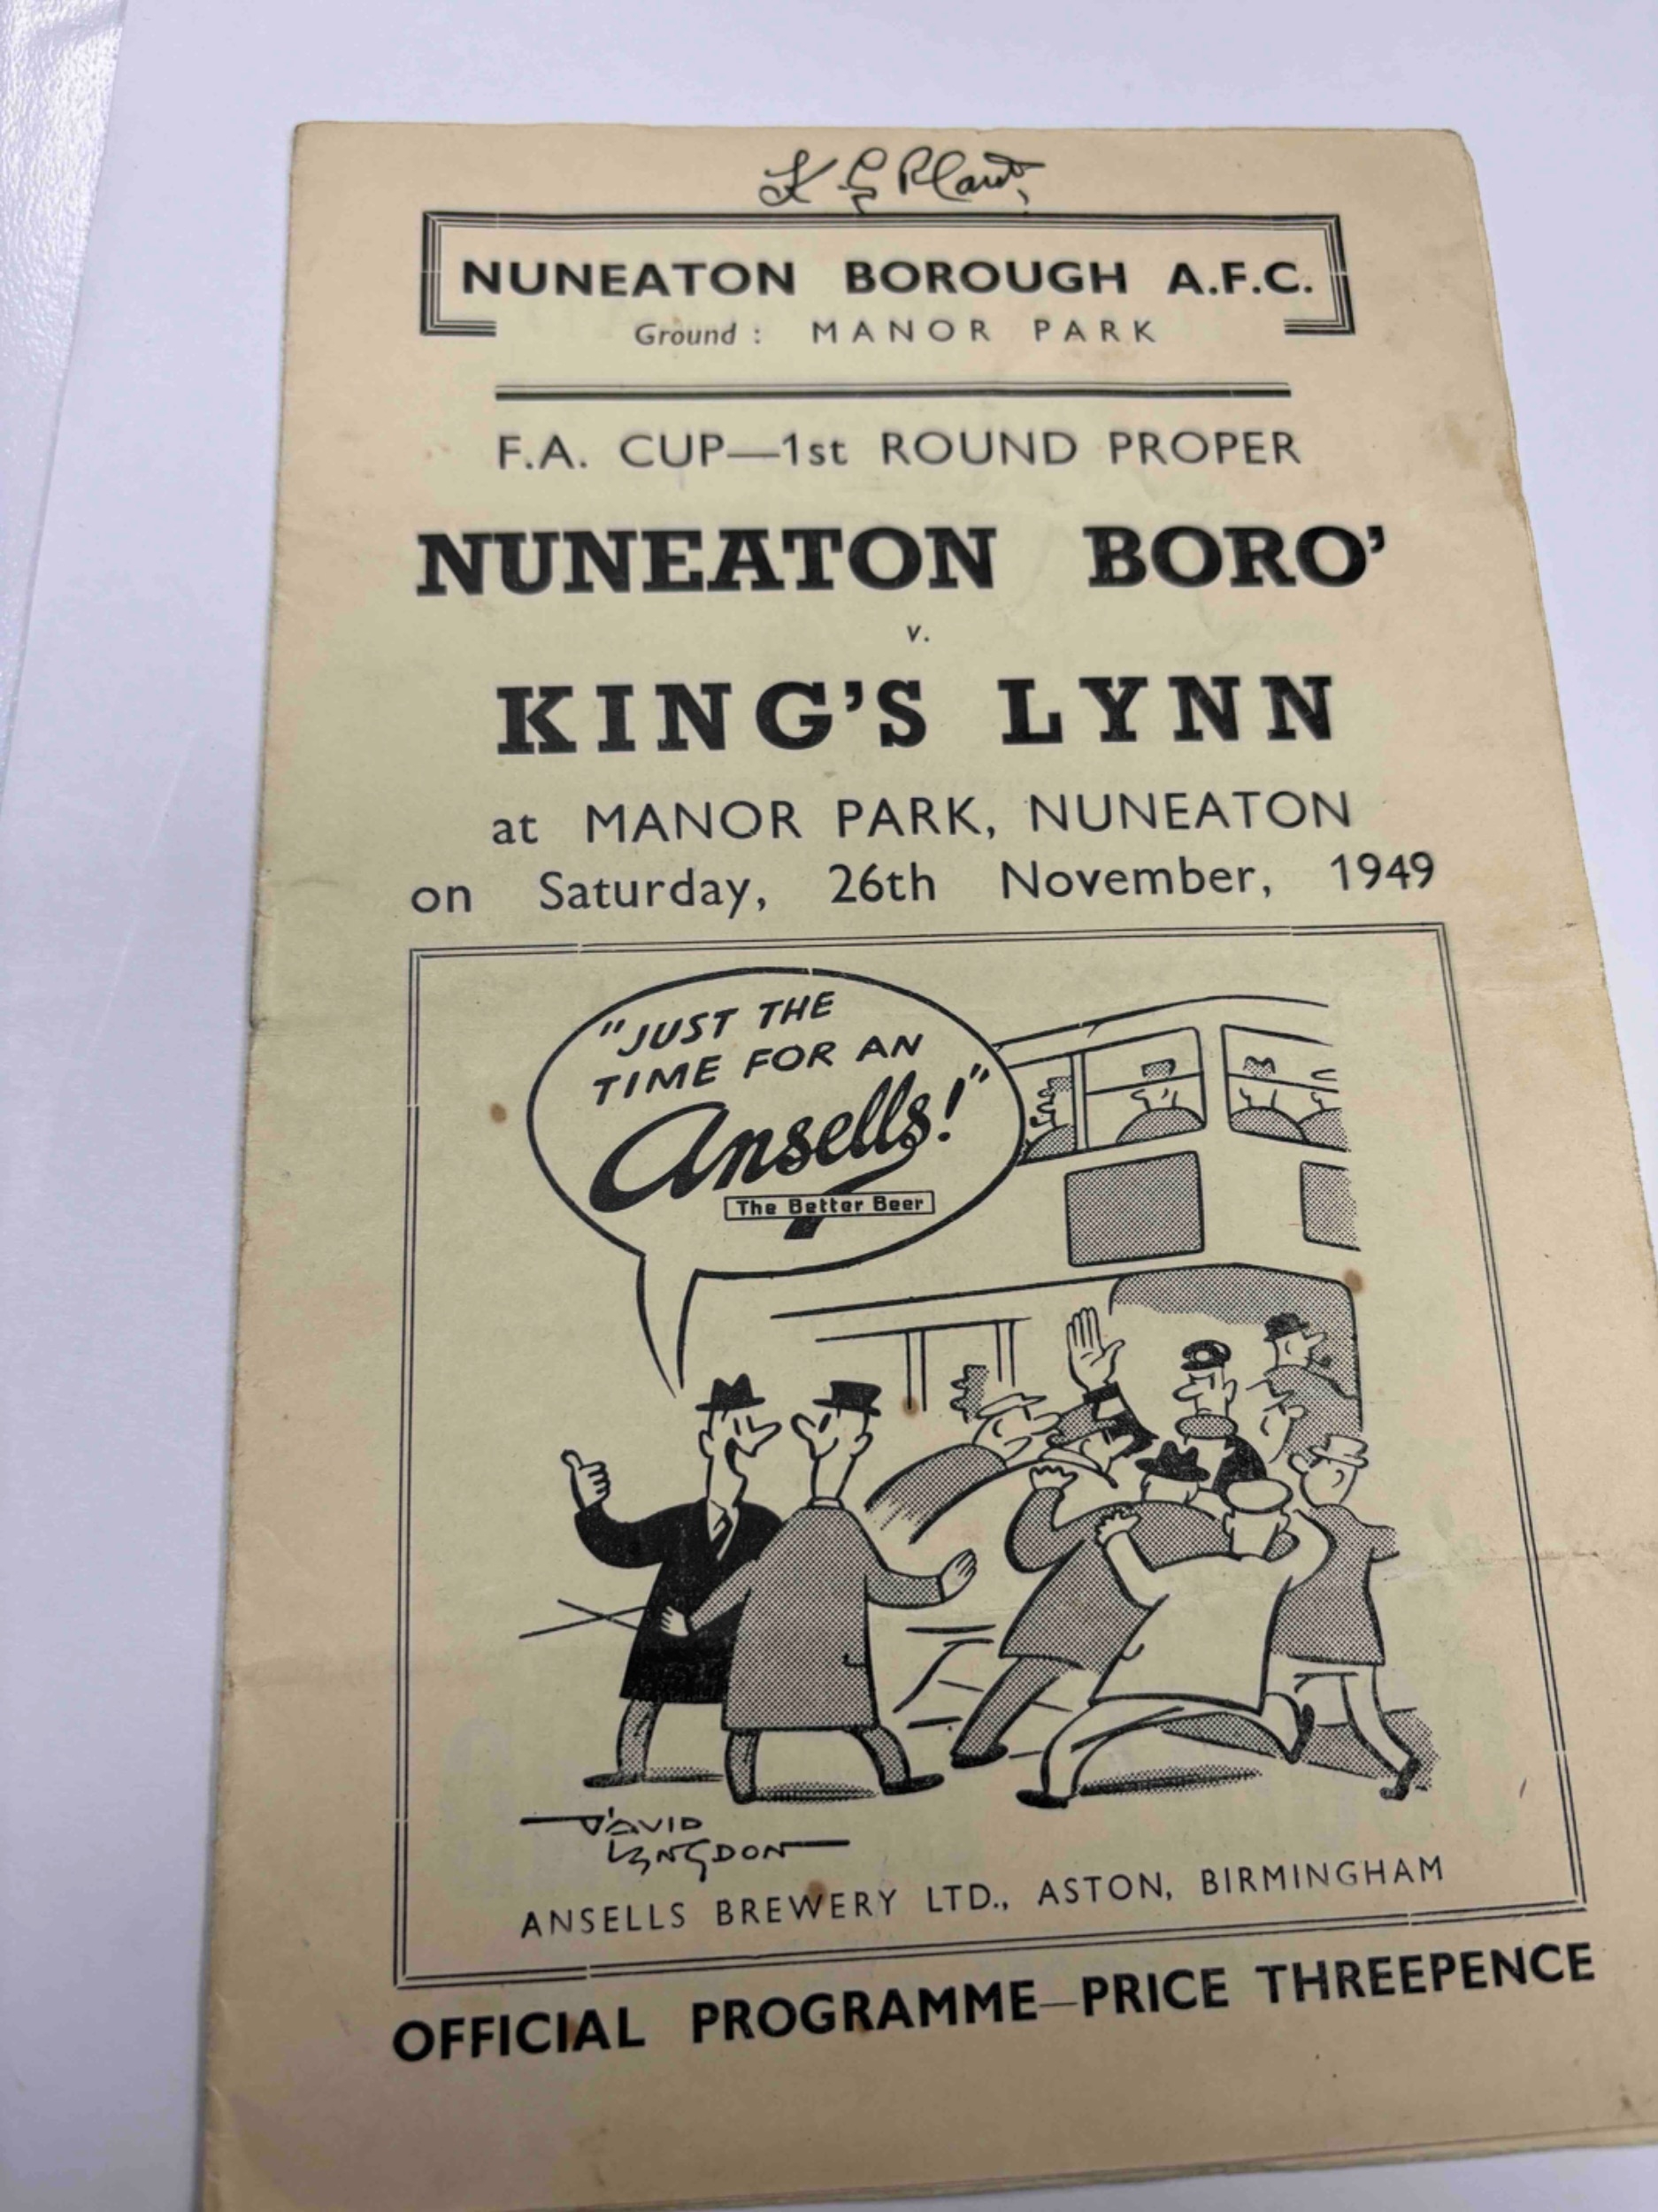 NUNEATON BOROUGH A.F.C.
Ground : MANOR PARK
F.A. CUP—1st ROUND PROPER
NUNEATON BORO'
v.
KING'S LYNN
at MANOR PARK, NUNEATON
on Saturday, 26th November, 1949
"JUST THE
TIME FOR AN
Ansells!"
The Better Beer
DAVID
LANGDON
ANSELLS BREWERY LTD., ASTON, BIRMINGHAM
OFFICIAL PROGRAMME—PRICE THREEPENCE